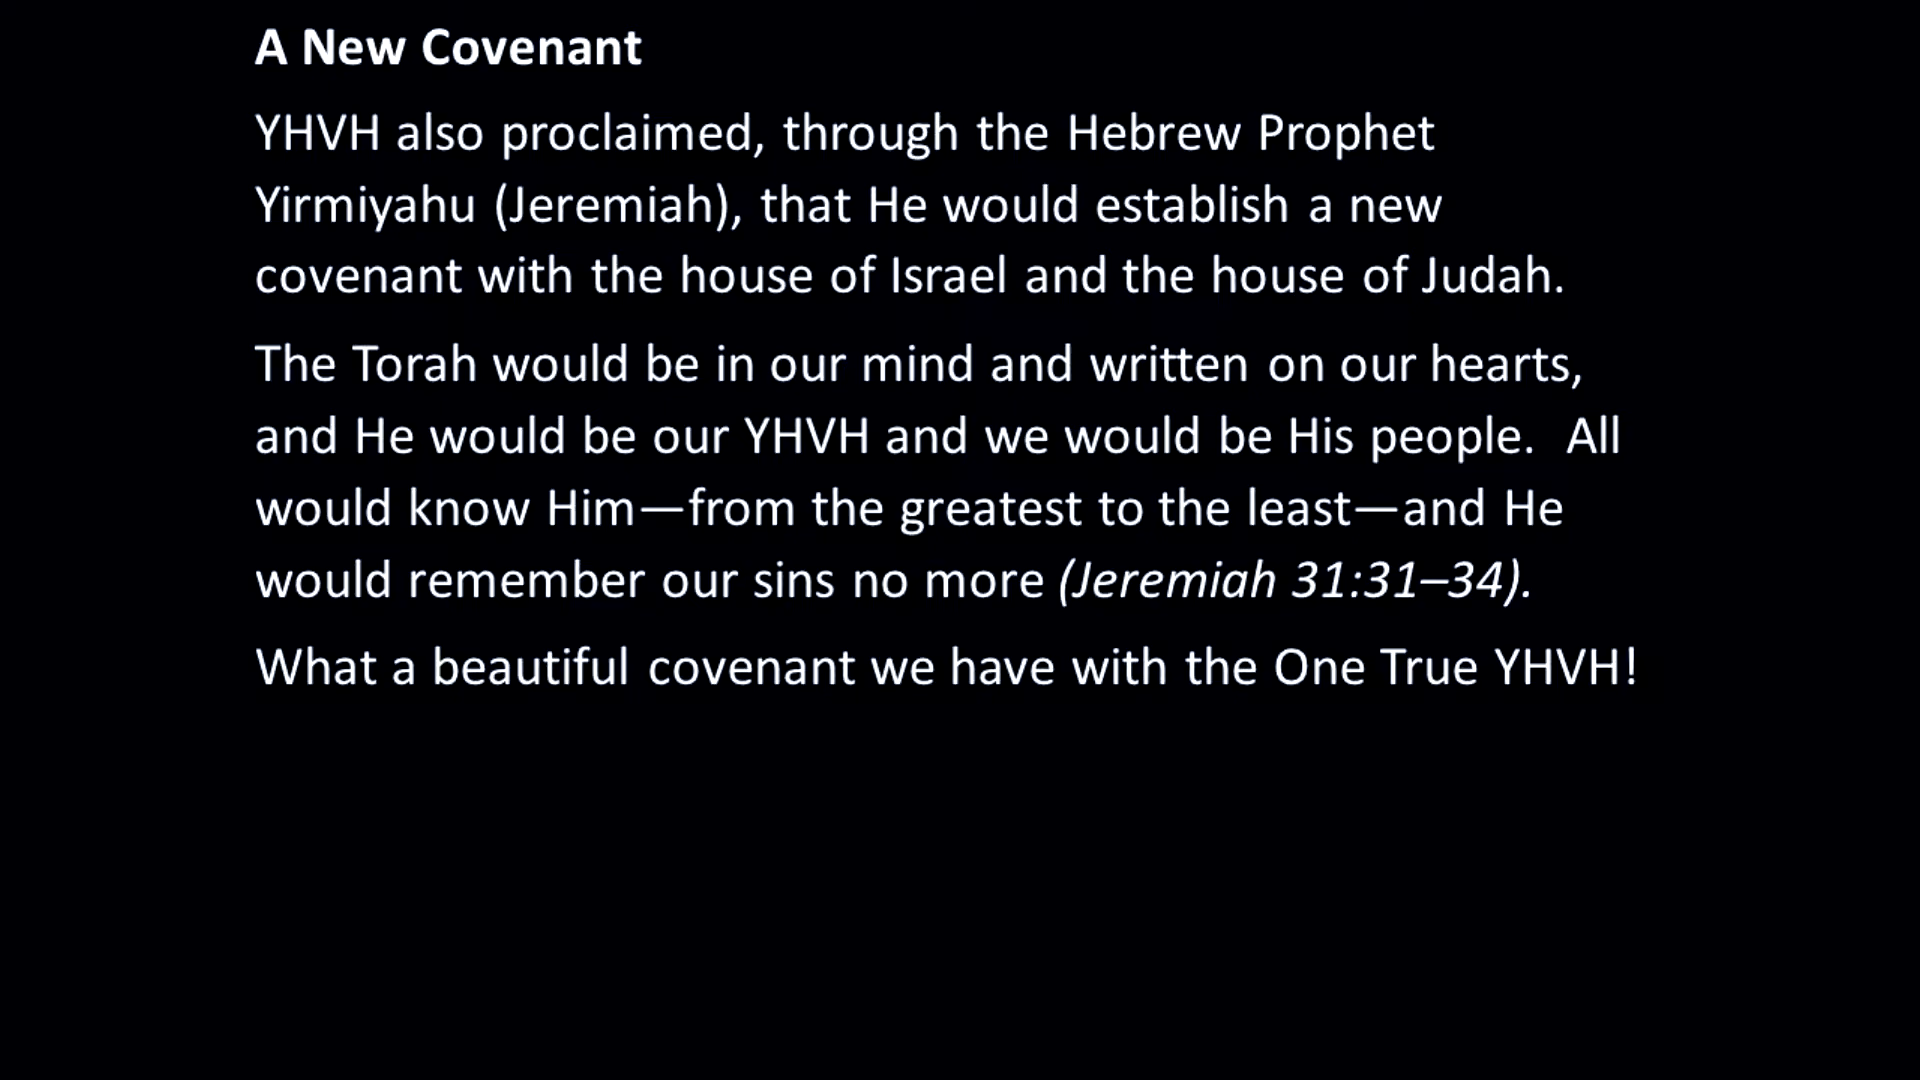 A New Covenant
YHVH also proclaimed, through the Hebrew Prophet
Yirmiyahu (Jeremiah), that He would establish a new
covenant with the house of Israel and the house of Judah.
The Torah would be in our mind and written on our hearts,
and He would be our YHVH and we would be His people.  All
would know Him—from the greatest to the least—and He
would remember our sins no more (Jeremiah 31:31–34).
What a beautiful covenant we have with the One True YHVH!